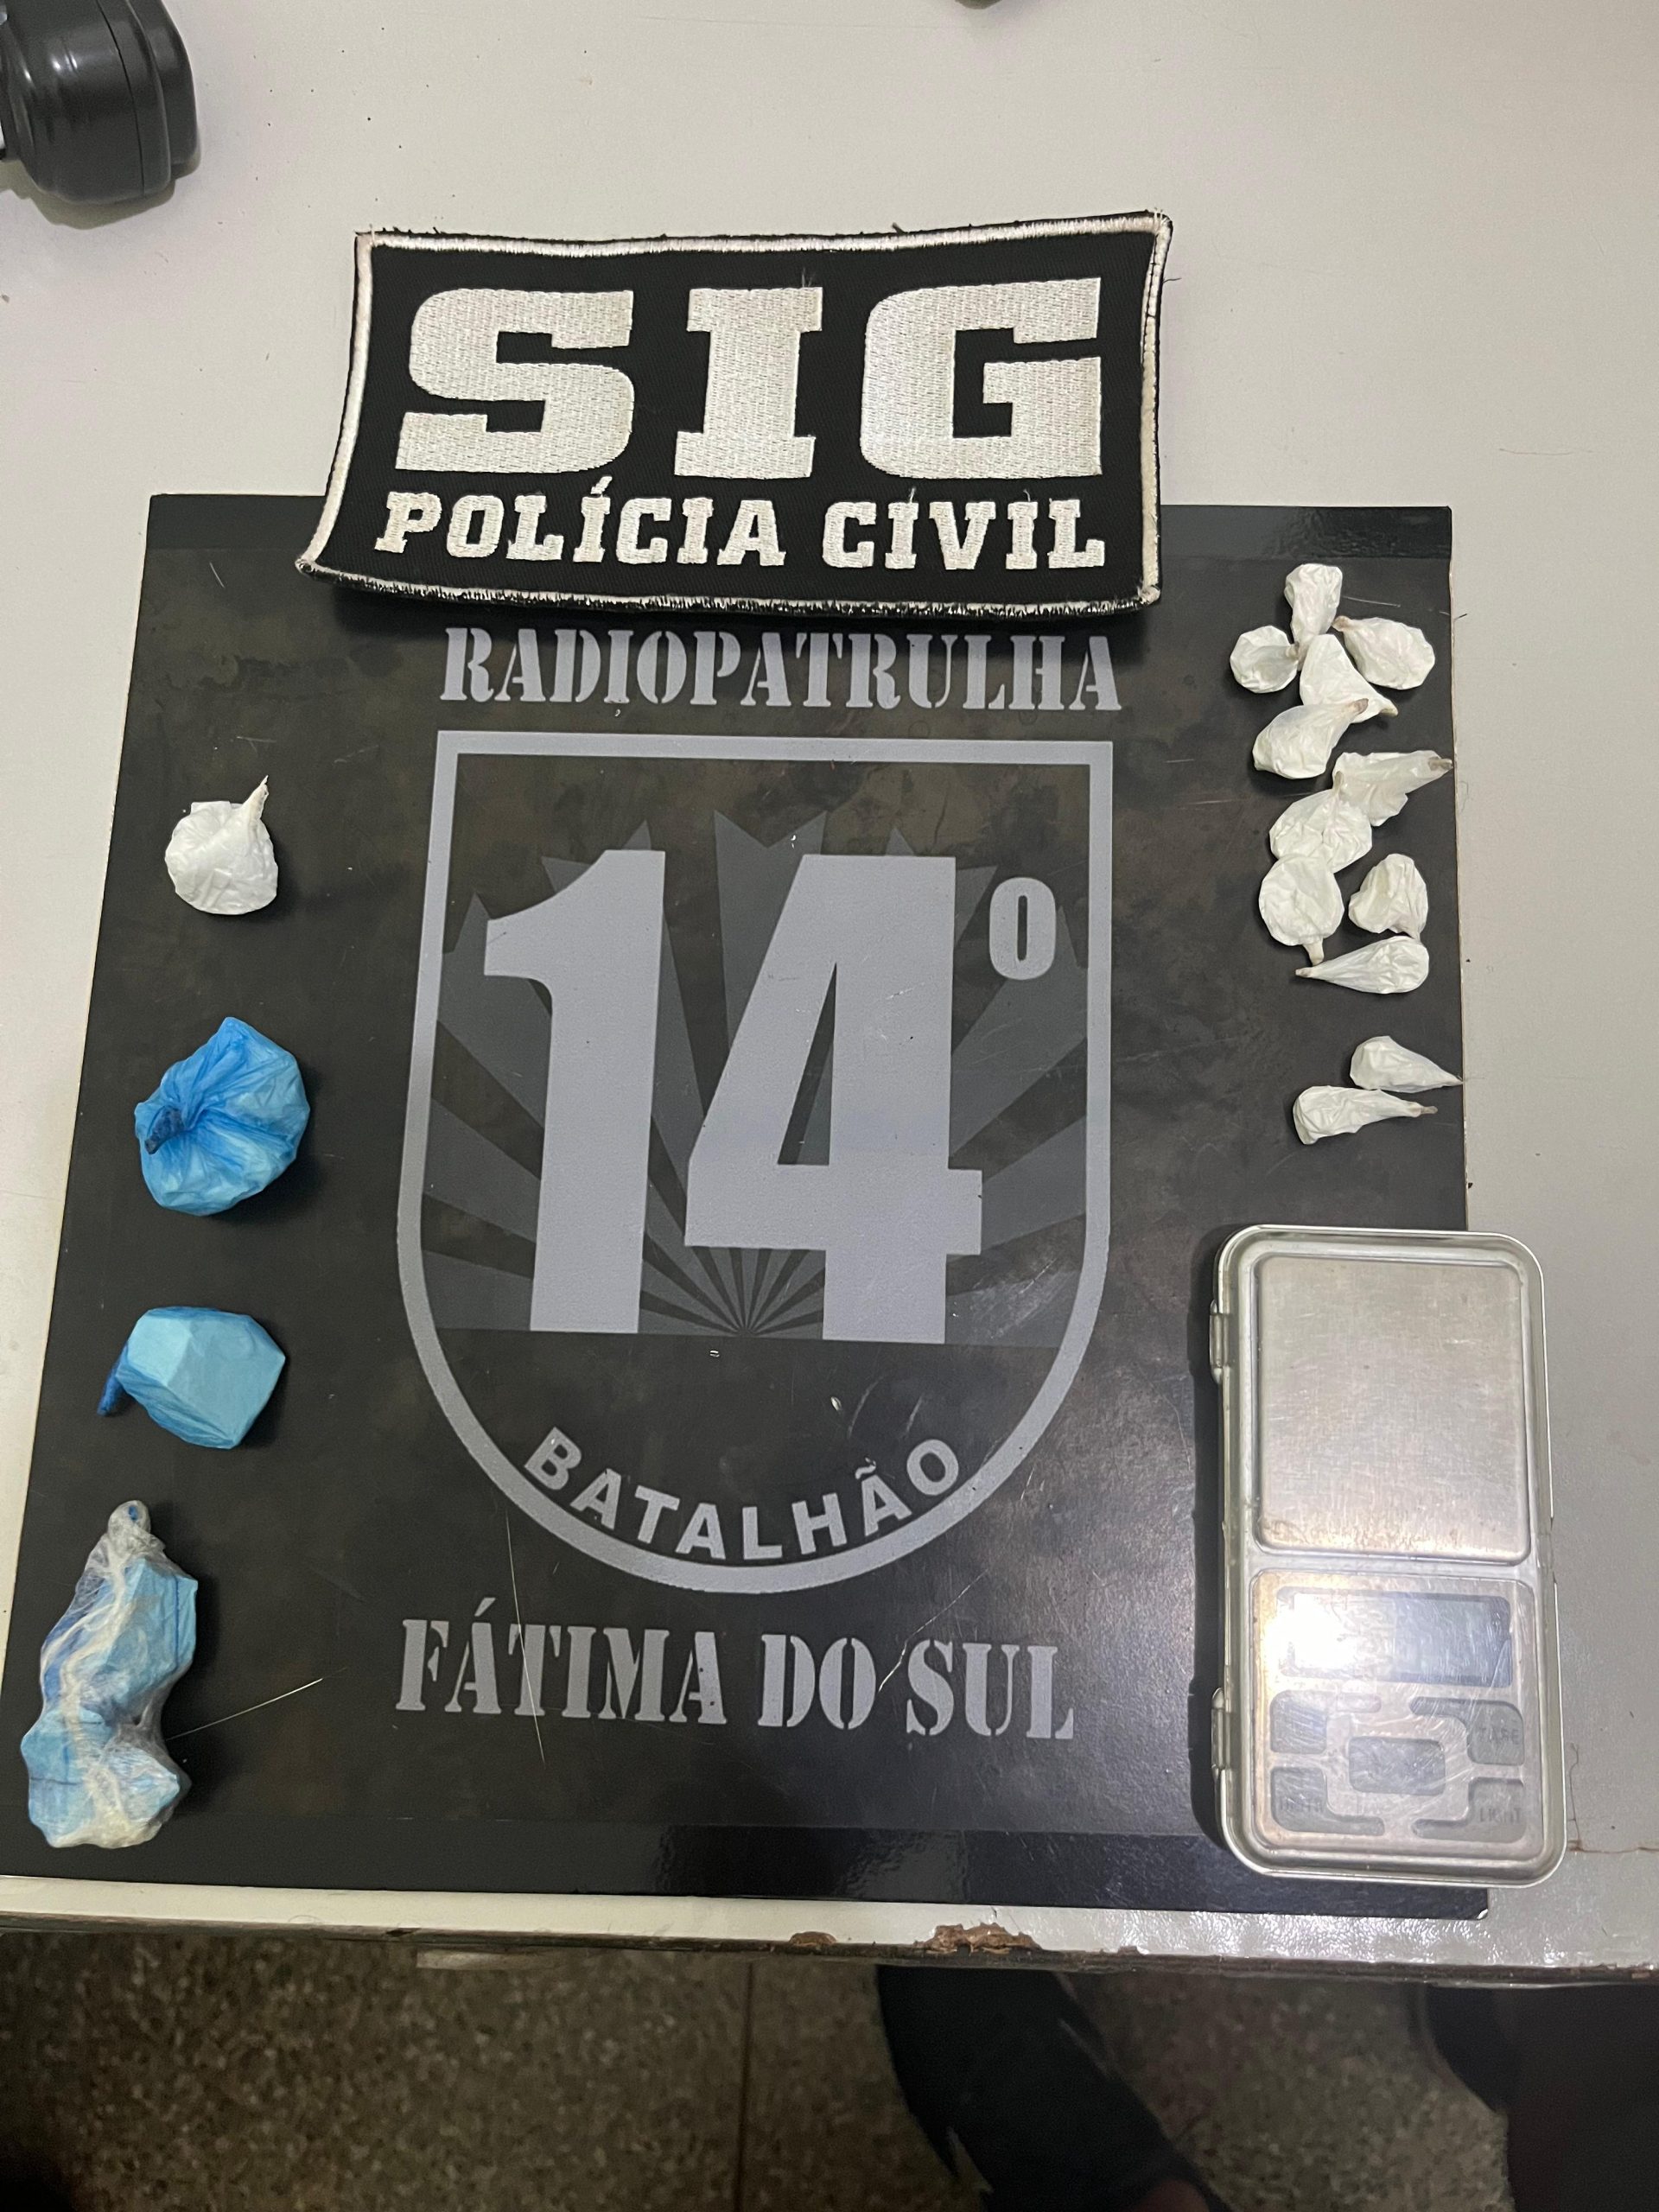 SIG
POLÍCIA CIVIL
RADIOPATRULHA
14º
BATALHÃO
FÁTIMA DO SUL